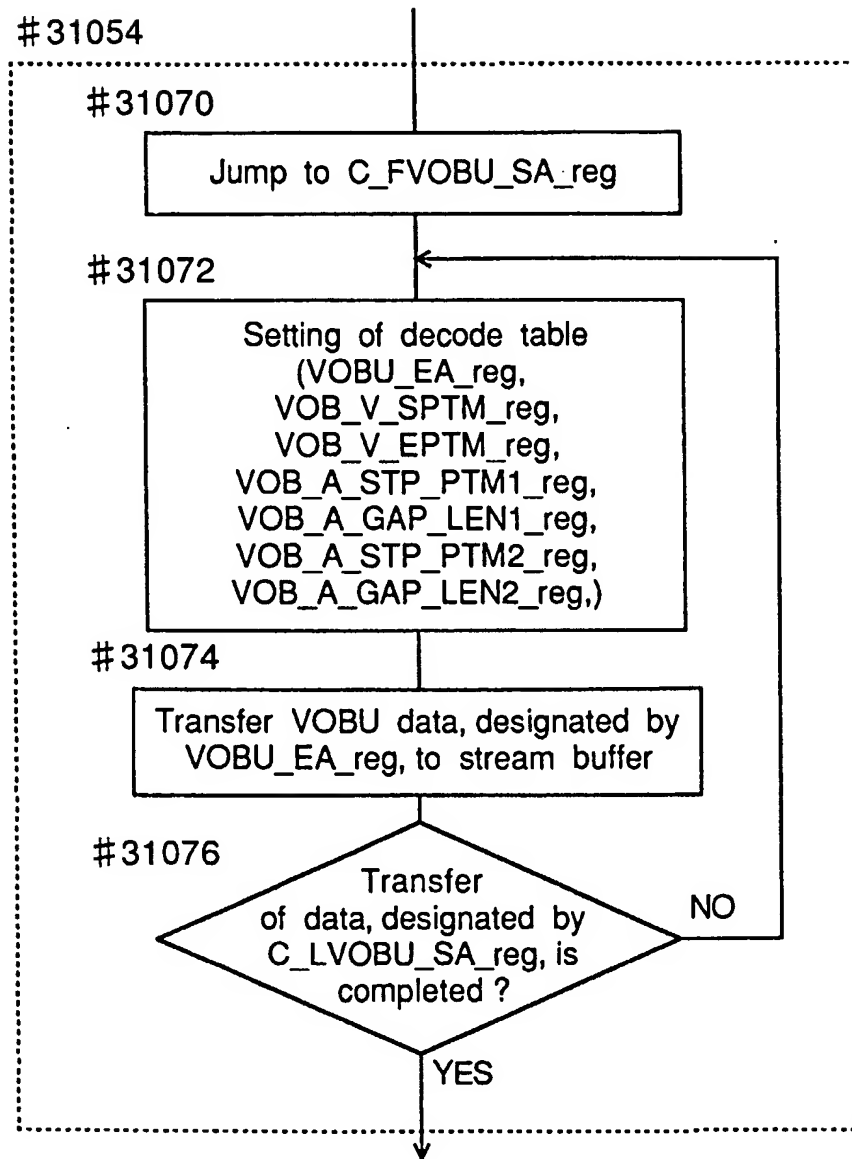 #31054
#31070
Jump to C_FVOBU_SA_reg
#31072
Setting of decode table
(VOBU_EA_reg,
VOB_V_SPTM_reg,
VOB_V_EPTM_reg,
VOB_A_STP_PTM1_reg,
VOB_A_GAP_LEN1_reg,
VOB_A_STP_PTM2_reg,
VOB_A_GAP_LEN2_reg,)
#31074
Transfer VOBU data, designated by
VOBU_EA_reg, to stream buffer
#31076
Transfer
of data, designated by
C_LVOBU_SA_reg, is
completed ?
NO
YES